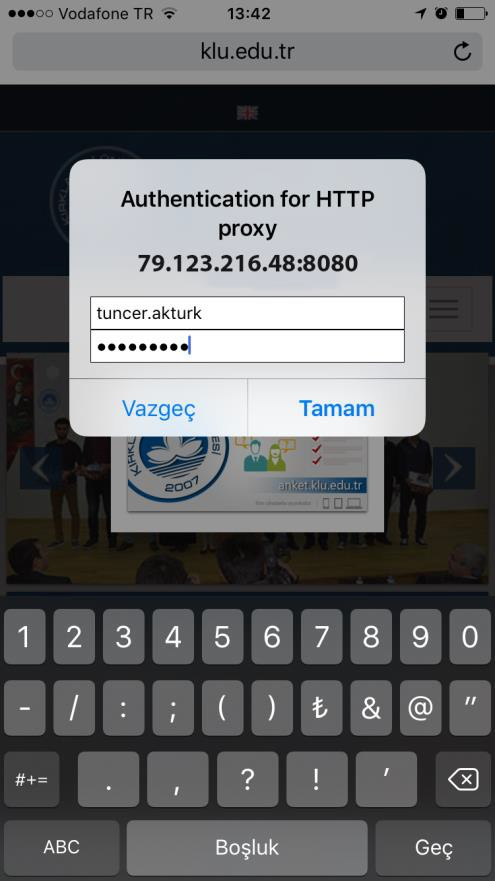 ●●●○○ Vodafone TR 13:42
klu.edu.tr
Authentication for HTTP
proxy
79.123.216.48:8080
tuncer.akturk
●●●●●●●●●
Vazgeç Tamam
2007
anket.klu.edu.tr
1 2 3 4 5 6 7 8 9 0
- / : ; ( ) ₺ & @ "
#+= . , ? ! '
ABC Boşluk Geç